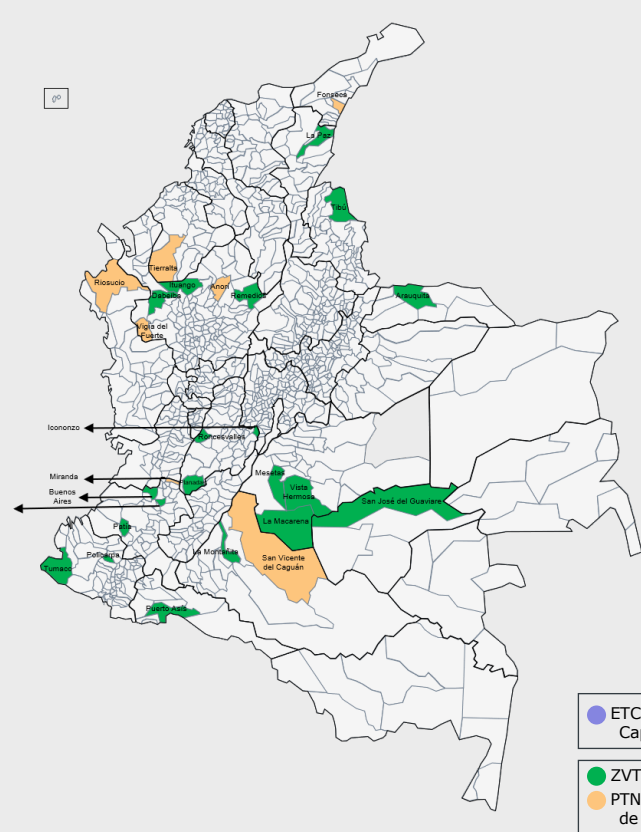 Fonseca
La Paz
Tibú
Tierralta
Riosucio
Ituango
Dabeiba
Anorí
Remedios
Arauquita
Vigía del
Fuerte
Icononzo
Roncesvalles
Miranda
Planadas
Buenos
Aires
Mesetas
Vista
Hermosa
San José del Guaviare
La Macarena
Patía
Policarpa
La Montañita
San Vicente
del Caguán
Tumaco
Puerto Asís
ETC
Ca
ZVT
PTN
de